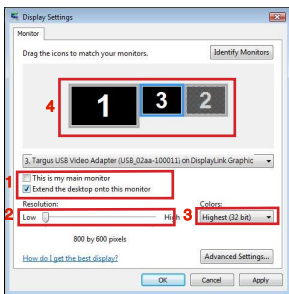 Display Settings
Monitor
Drag the icons to match your monitors.
Identify Monitors
4
1
3
2
3. Targus USB Video Adapter (USB_02aa-100011) on DisplayLink Graphic
1
This is my main monitor
Extend the desktop onto this monitor
Resolution:
Colors:
2
Low
High
3
Highest (32 bit)
800 by 600 pixels
How do I get the best display?
Advanced Settings...
OK
Cancel
Apply